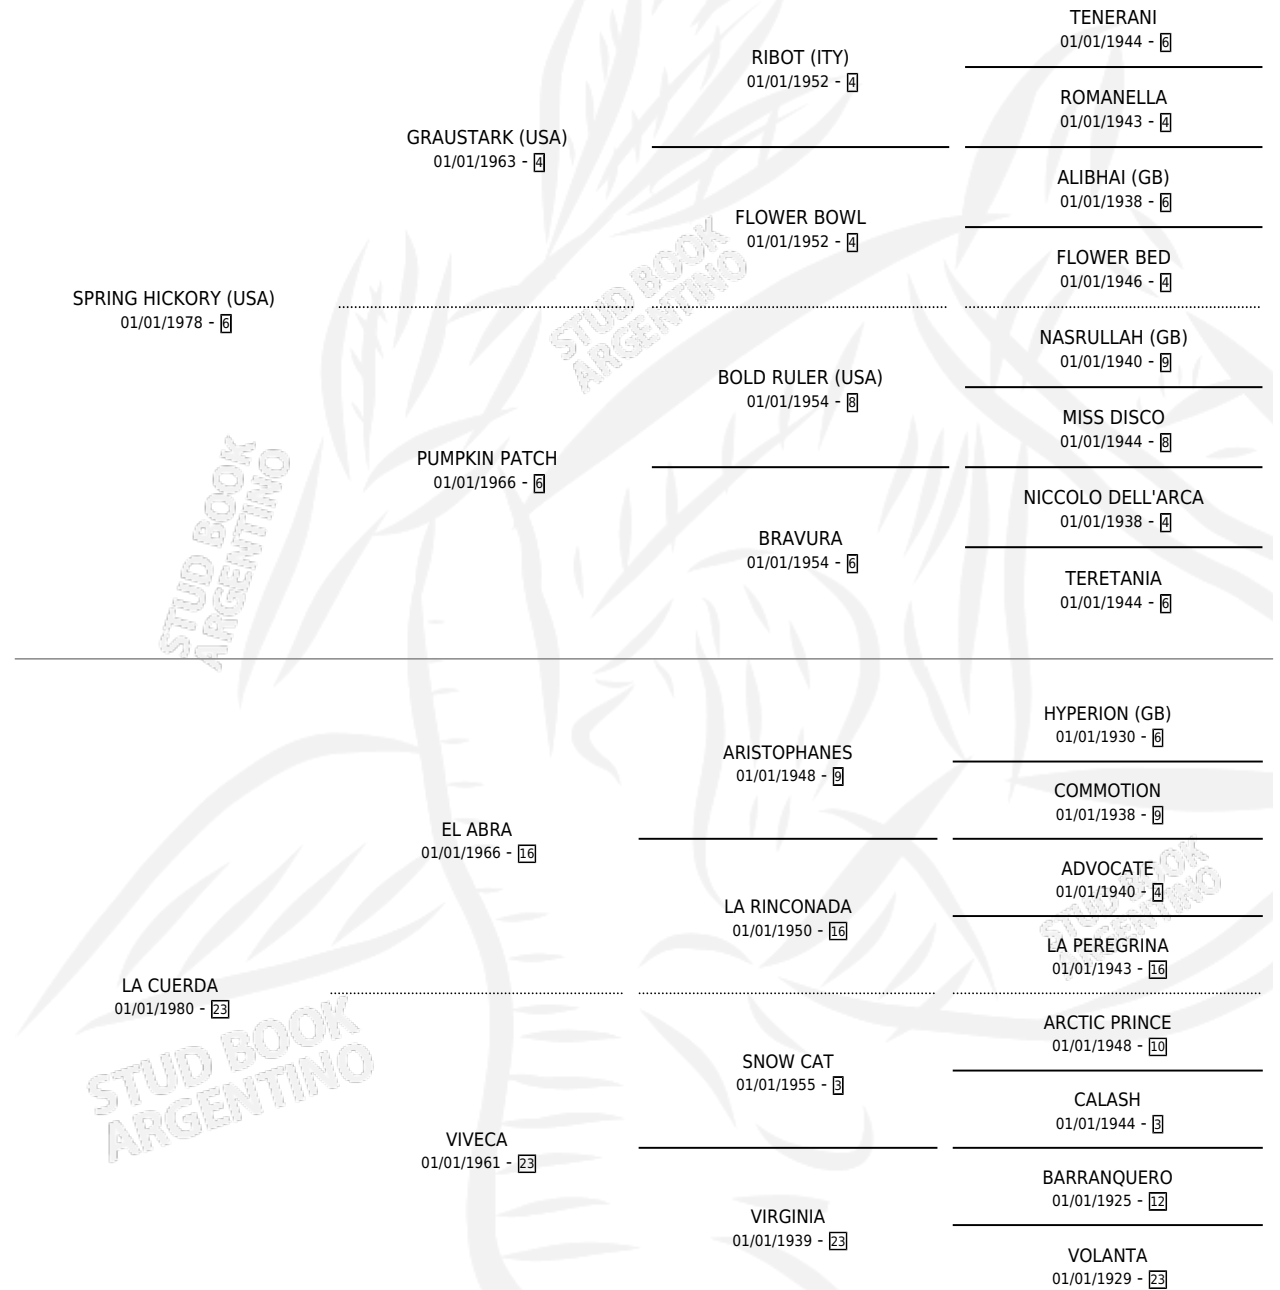 TENERANI
01/01/1944 - 6
RIBOT (ITY)
01/01/1952 - 4
ROMANELLA
01/01/1943 - 4
GRAUSTARK (USA)
01/01/1963 - 4
ALIBHAI (GB)
01/01/1938 - 6
FLOWER BOWL
01/01/1952 - 4
FLOWER BED
01/01/1946 - 4
SPRING HICKORY (USA)
01/01/1978 - 6
NASRULLAH (GB)
01/01/1940 - 9
BOLD RULER (USA)
01/01/1954 - 8
MISS DISCO
01/01/1944 - 8
PUMPKIN PATCH
01/01/1966 - 6
NICCOLO DELL'ARCA
01/01/1938 - 4
BRAVURA
01/01/1954 - 6
TERETANIA
01/01/1944 - 6
HYPERION (GB)
01/01/1930 - 6
ARISTOPHANES
01/01/1948 - 9
COMMOTION
01/01/1938 - 9
EL ABRA
01/01/1966 - 16
ADVOCATE
01/01/1940 - 4
LA RINCONADA
01/01/1950 - 16
LA PEREGRINA
01/01/1943 - 16
LA CUERDA
01/01/1980 - 23
ARCTIC PRINCE
01/01/1948 - 10
SNOW CAT
01/01/1955 - 3
CALASH
01/01/1944 - 3
VIVECA
01/01/1961 - 23
BARRANQUERO
01/01/1925 - 12
VIRGINIA
01/01/1939 - 23
VOLANTA
01/01/1929 - 23
STUD BOOK
ARGENTINO
STUD BOOK
ARGENTINO
STUD BOOK
ARGENTINO
STUD BOOK
ARGENTINO